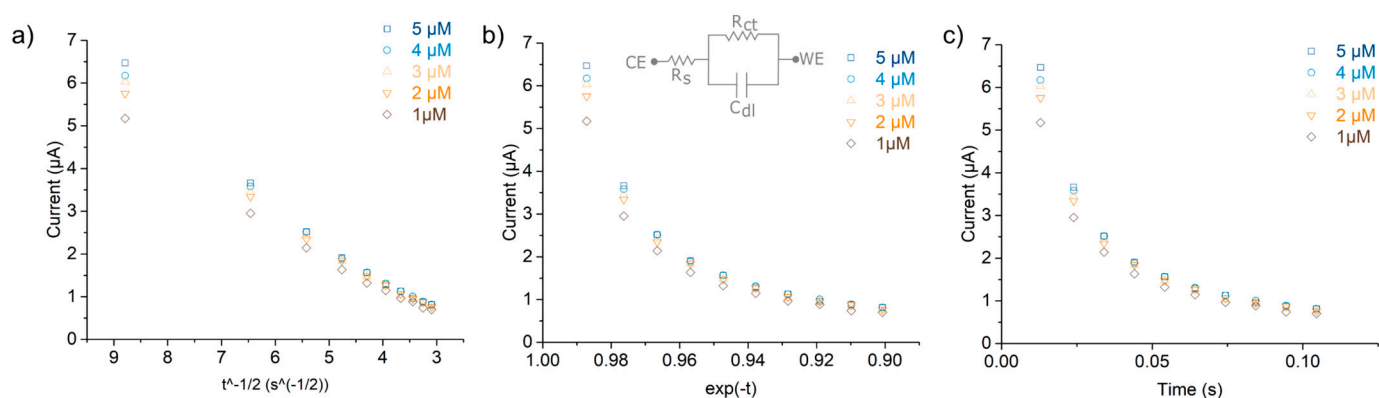 a)
5 µM
4 µM
3 µM
2 µM
1µM
Current (µA)
7
6
5
4
3
2
1
0
9 8 7 6 5 4 3
t^-1/2 (s^(-1/2))
b)
CE
Rs
Rct
Cdl
WE
5 µM
4 µM
3 µM
2 µM
1µM
Current (µA)
7
6
5
4
3
2
1
0
1.00 0.98 0.96 0.94 0.92 0.90
exp(-t)
c)
5 µM
4 µM
3 µM
2 µM
1µM
Current (µA)
7
6
5
4
3
2
1
0
0.00 0.05 0.10
Time (s)